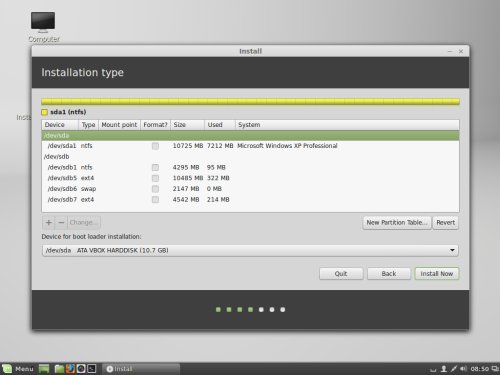 Computer
Install
Installation type
sda1 (ntfs)
Device Type Mount point Format? Size Used System
/dev/sda
/dev/sda1 ntfs 10725 MB 7212 MB Microsoft Windows XP Professional
/dev/sdb
/dev/sdb1 ntfs 4295 MB 95 MB
/dev/sdb5 ext4 10485 MB 322 MB
/dev/sdb6 swap 2147 MB 0 MB
/dev/sdb7 ext4 4542 MB 214 MB
+ − Change... New Partition Table... Revert
Device for boot loader installation:
/dev/sda ATA VBOX HARDDISK (10.7 GB)
Quit Back Install Now
Menu Install 08:50